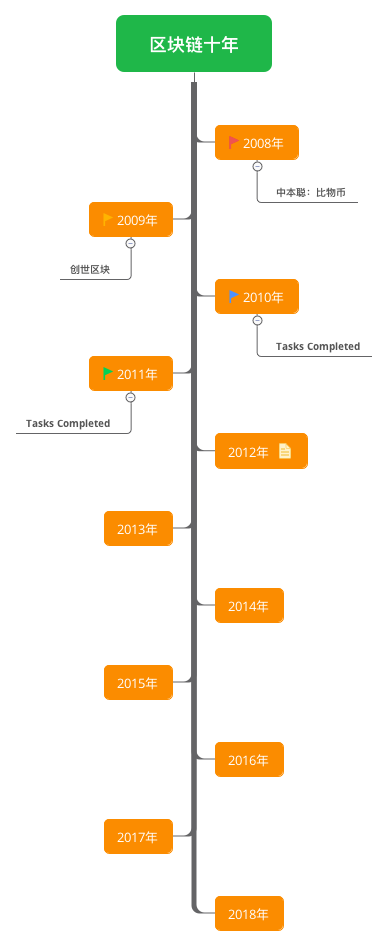 区块链十年
2008年
中本聪：比特币
2009年
创世区块
2010年
Tasks Completed
2011年
Tasks Completed
2012年
2013年
2014年
2015年
2016年
2017年
2018年